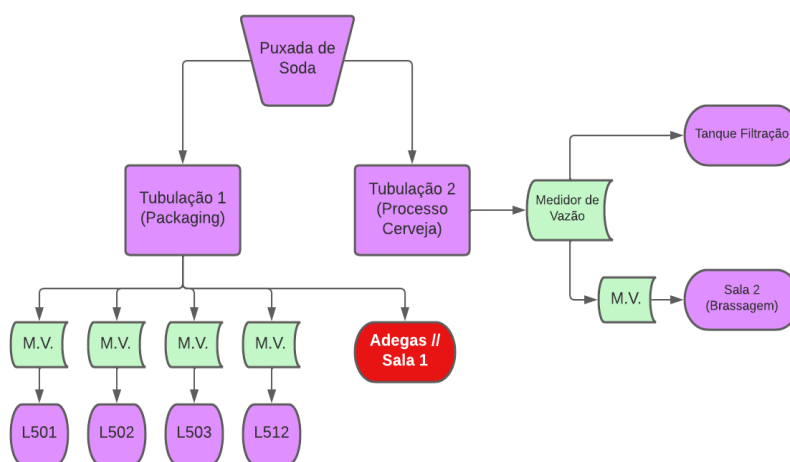 Puxada de
Soda
Tubulação 1
(Packaging)
Tubulação 2
(Processo
Cerveja)
Medidor de
Vazão
Tanque Filtração
M.V.
Sala 2
(Brassagem)
M.V.
M.V.
M.V.
M.V.
Adegas //
Sala 1
L501
L502
L503
L512